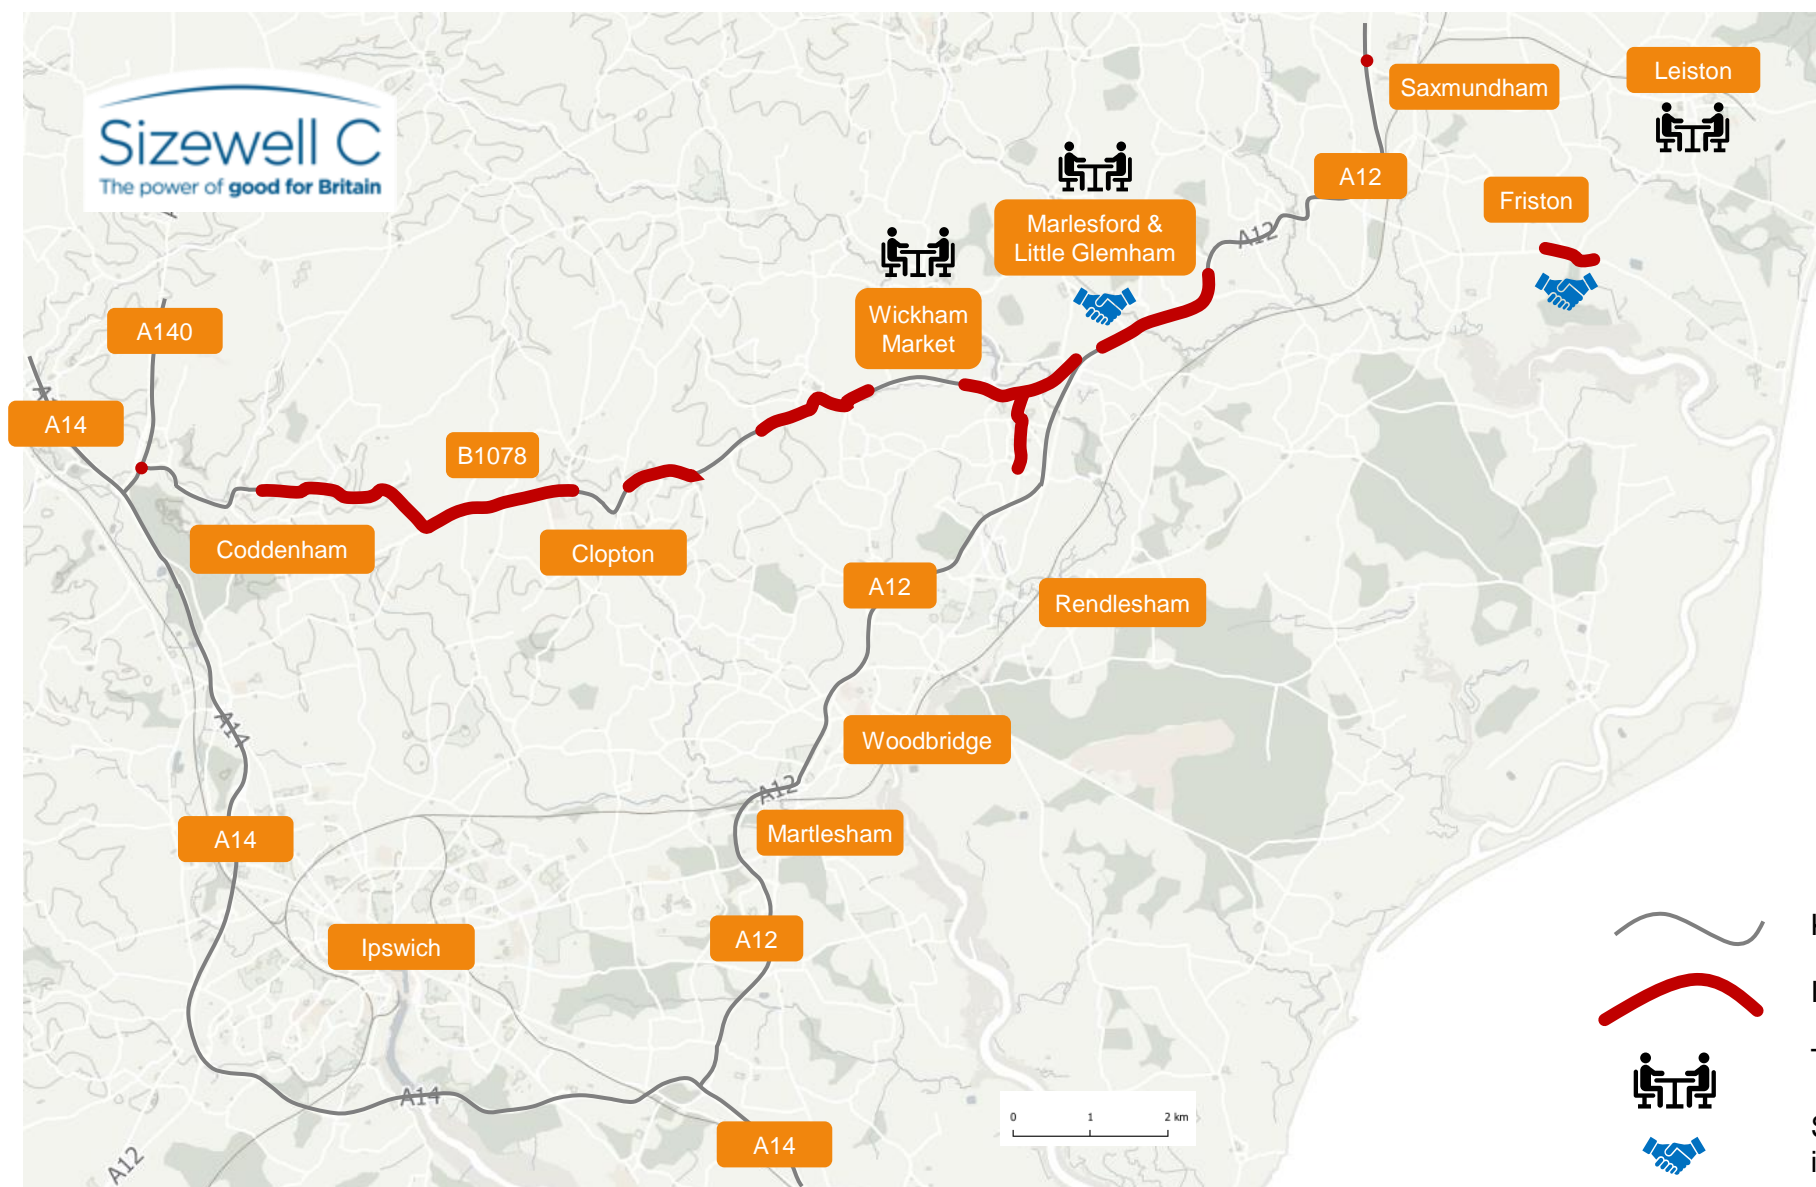 Sizewell C
The power of good for Britain
Saxmundham
Leiston
A12
Friston
Marlesford &
Little Glemham
A12
Wickham
Market
A140
A14
B1078
Coddenham
Clopton
A12
Rendlesham
A14
Woodbridge
A12
Martlesham
A14
Ipswich
A12
A14
A14
A12
0 1 2 km